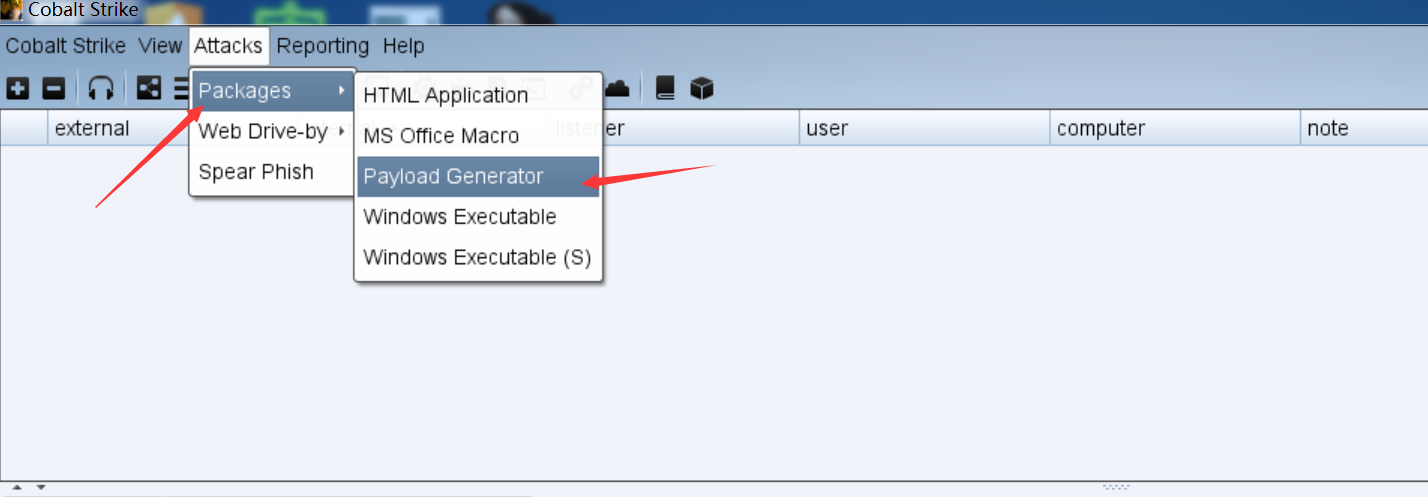 Cobalt Strike
Cobalt Strike View Attacks Reporting Help
Packages
Web Drive-by
Spear Phish
HTML Application
MS Office Macro
Payload Generator
Windows Executable
Windows Executable (S)
external listener user computer note